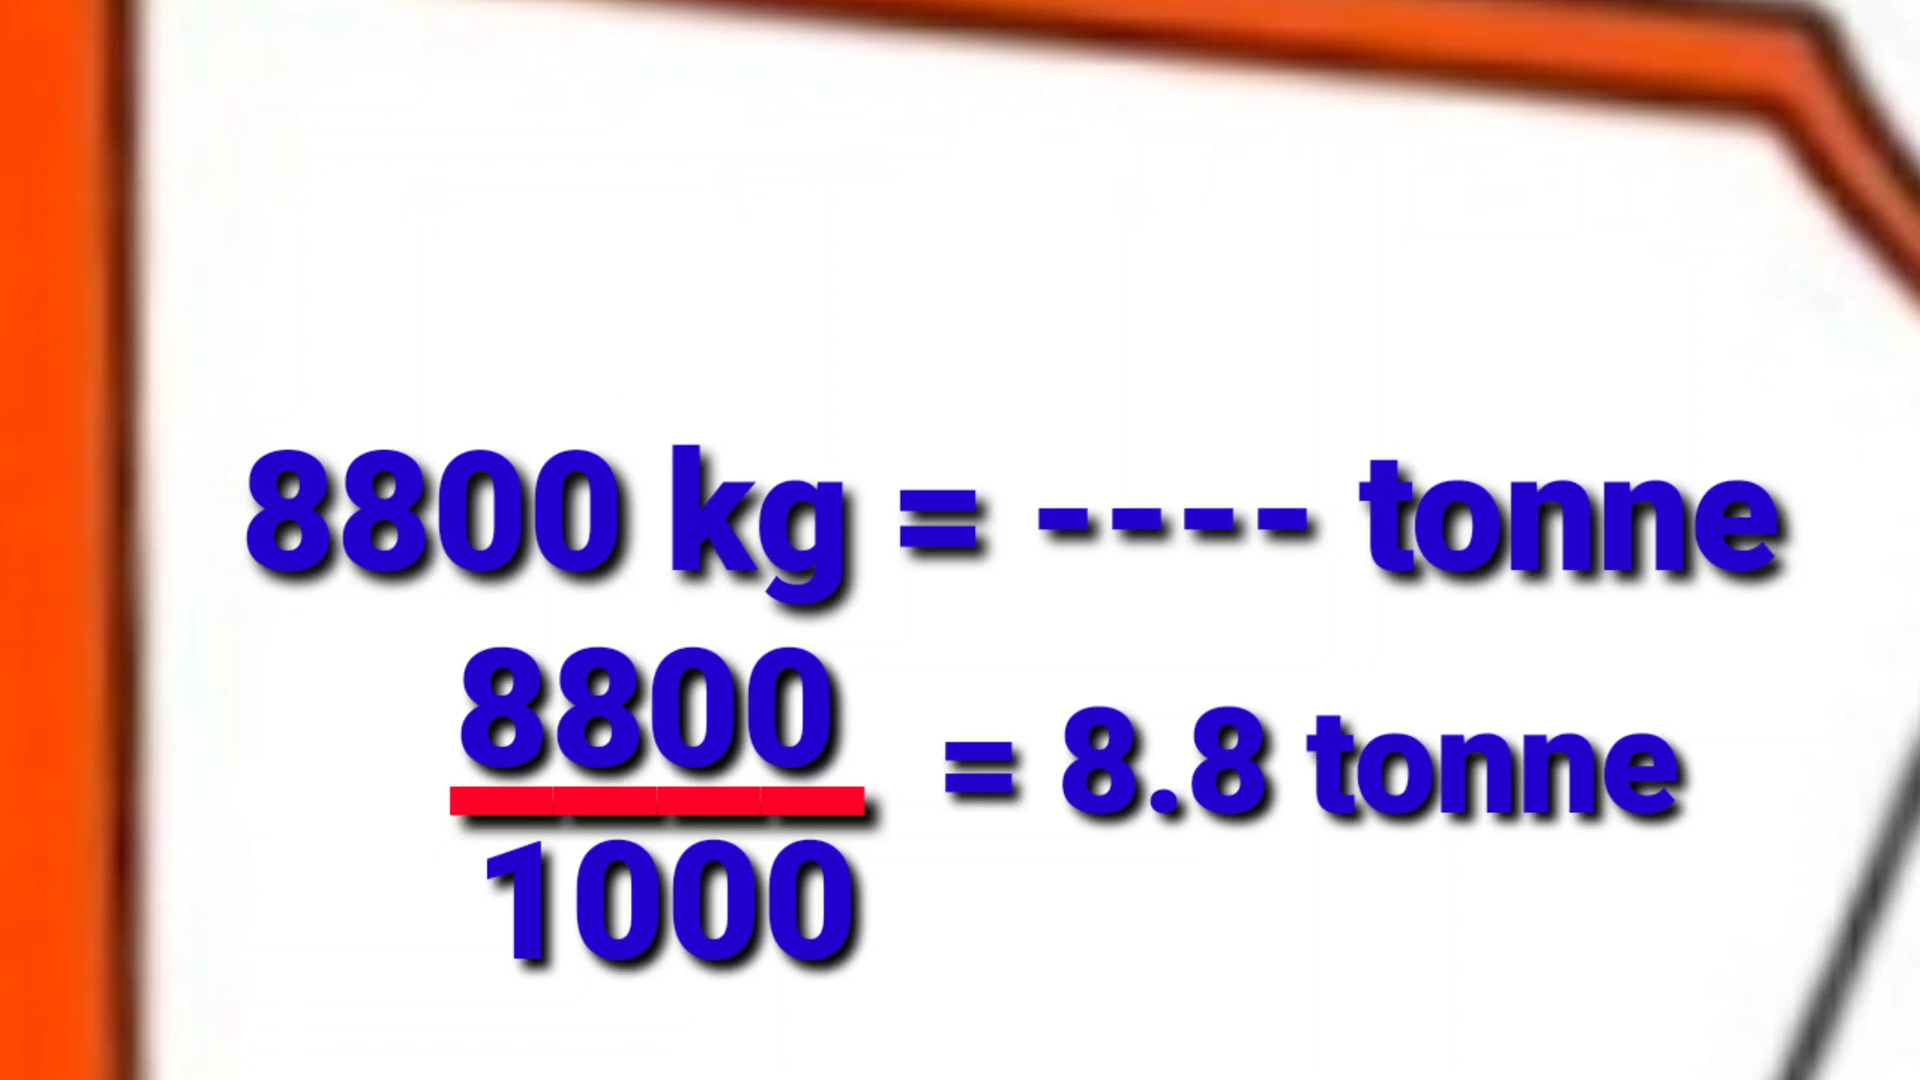 8800 kg = ---- tonne
8800
= 8.8 tonne
1000